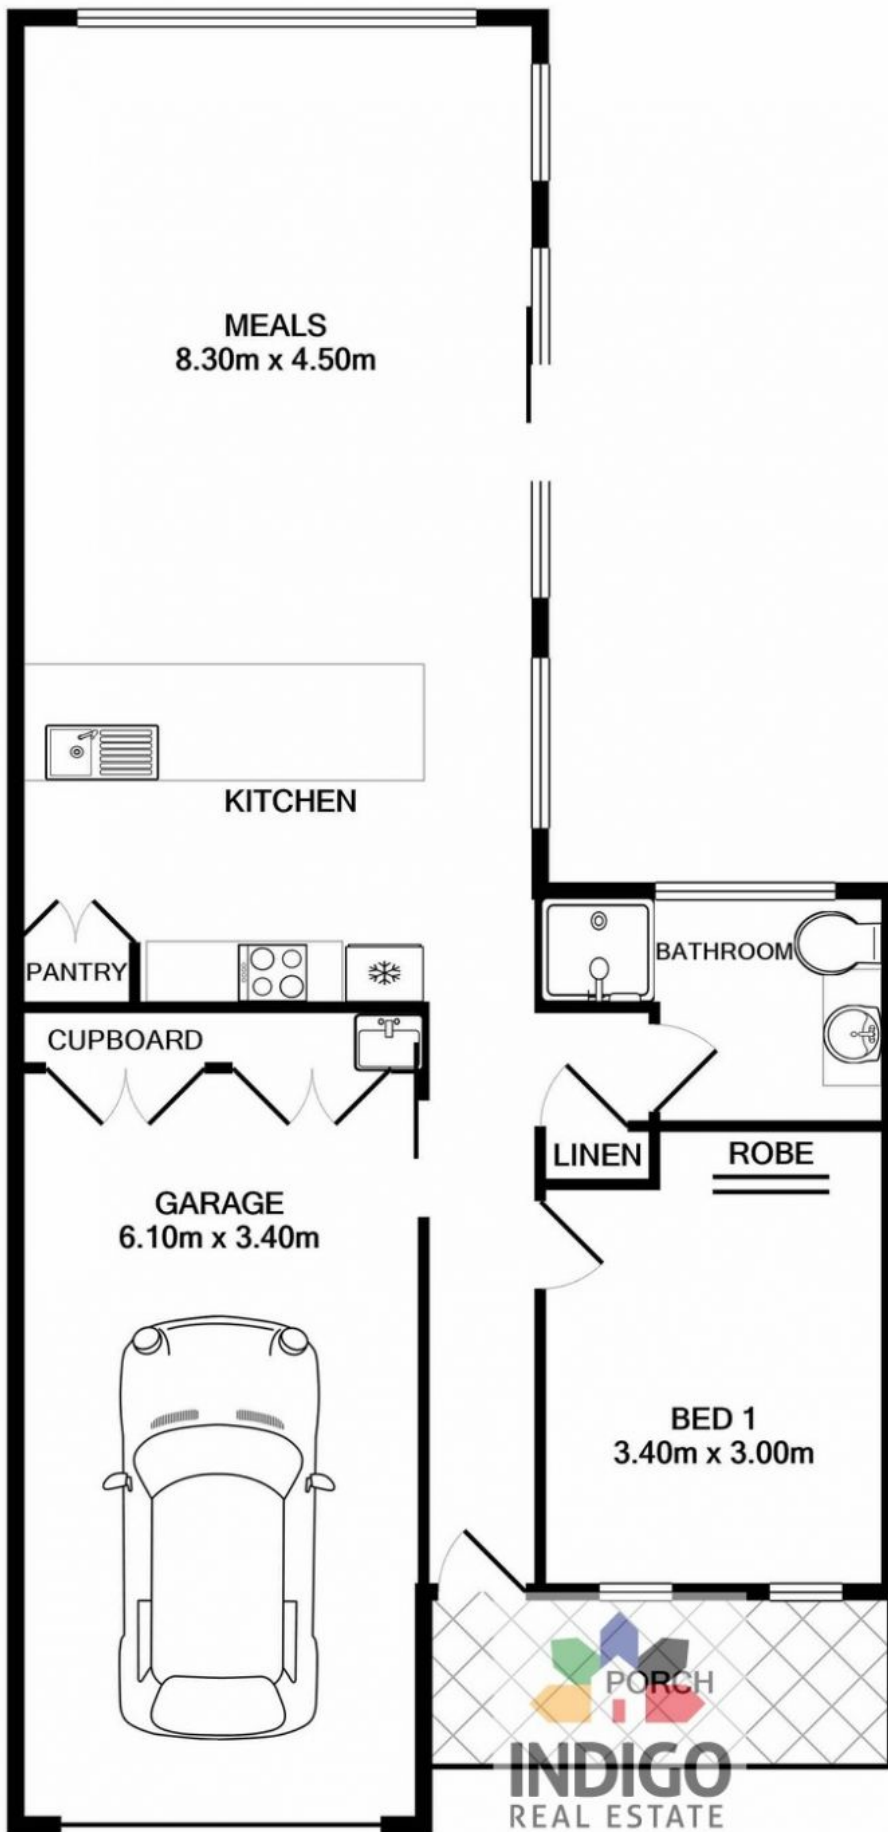 MEALS
8.30m x 4.50m
KITCHEN
PANTRY
BATHROOM
CUPBOARD
LINEN
ROBE
GARAGE
6.10m x 3.40m
BED 1
3.40m x 3.00m
PORCH
INDIGO
REAL ESTATE